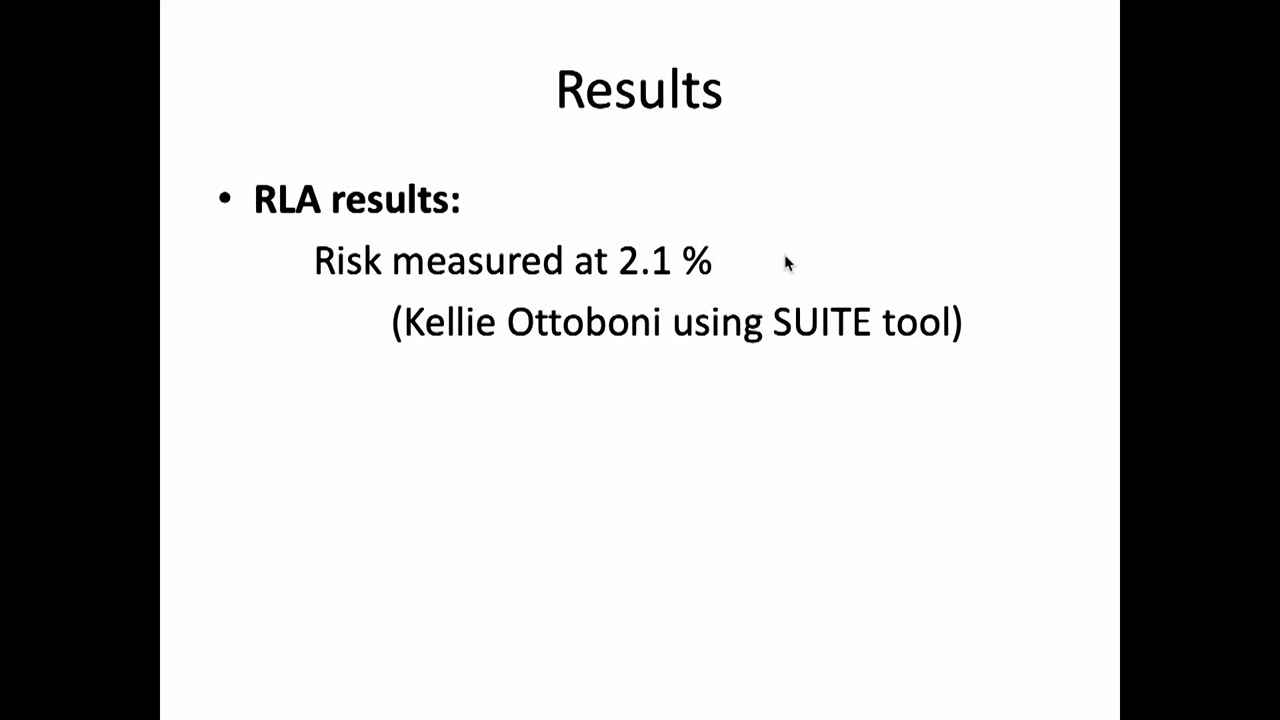 Results
• RLA results:
Risk measured at 2.1 %
(Kellie Ottoboni using SUITE tool)